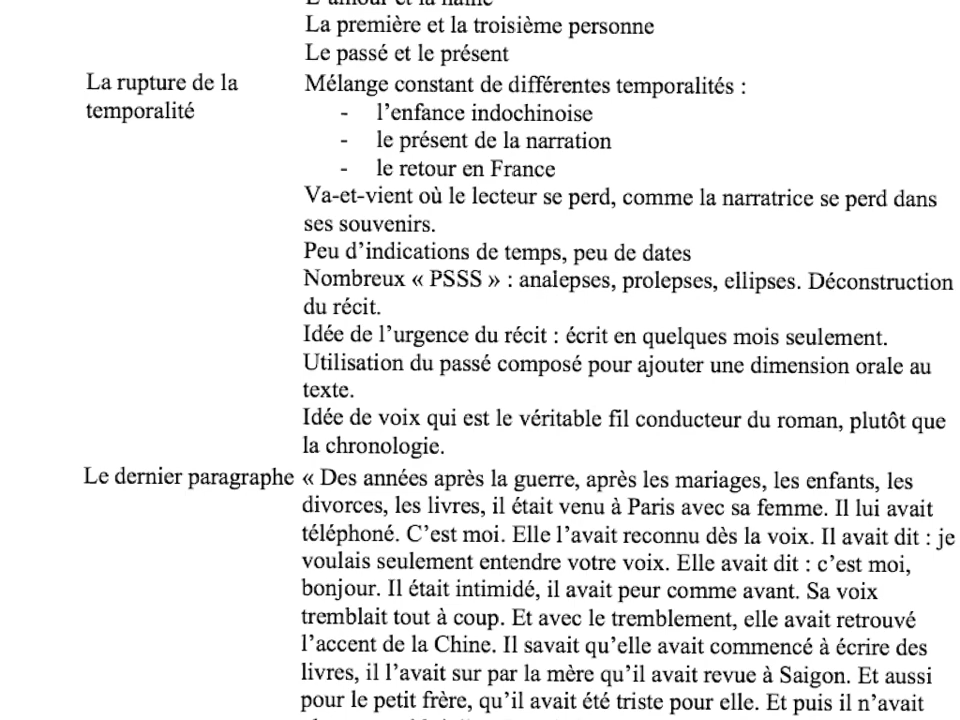 L'amour et la haine
La première et la troisième personne
Le passé et le présent
La rupture de la temporalité
Mélange constant de différentes temporalités :
- l'enfance indochinoise
- le présent de la narration
- le retour en France
Va-et-vient où le lecteur se perd, comme la narratrice se perd dans
ses souvenirs.
Peu d'indications de temps, peu de dates
Nombreux « PSSS » : analepses, prolepses, ellipses. Déconstruction
du récit.
Idée de l'urgence du récit : écrit en quelques mois seulement.
Utilisation du passé composé pour ajouter une dimension orale au
texte.
Idée de voix qui est le véritable fil conducteur du roman, plutôt que
la chronologie.
Le dernier paragraphe « Des années après la guerre, après les mariages, les enfants, les
divorces, les livres, il était venu à Paris avec sa femme. Il lui avait
téléphoné. C'est moi. Elle l'avait reconnu dès la voix. Il avait dit : je
voulais seulement entendre votre voix. Elle avait dit : c'est moi,
bonjour. Il était intimidé, il avait peur comme avant. Sa voix
tremblait tout à coup. Et avec le tremblement, elle avait retrouvé
l'accent de la Chine. Il savait qu'elle avait commencé à écrire des
livres, il l'avait sur par la mère qu'il avait revue à Saigon. Et aussi
pour le petit frère, qu'il avait été triste pour elle. Et puis il n'avait